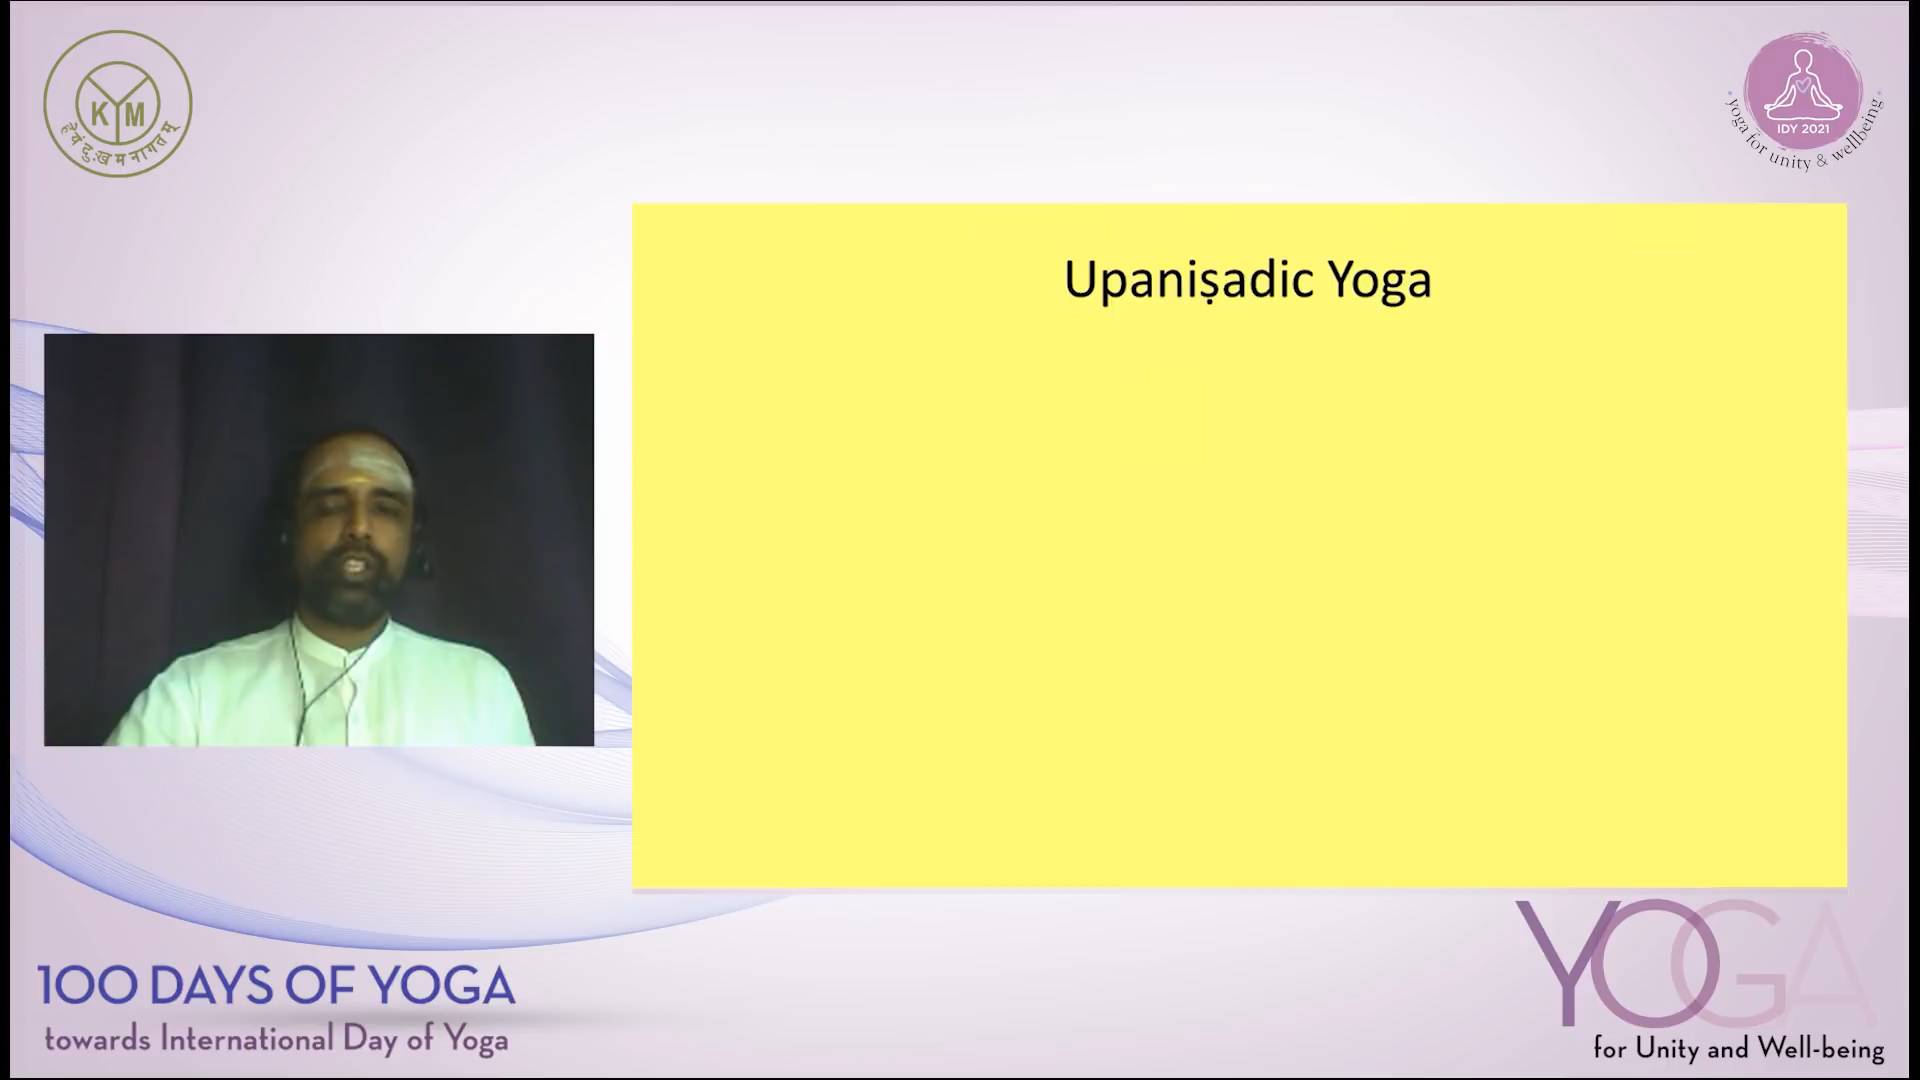 KYM
हेयं दुःखमनागतम्
IDY 2021
yoga for unity & wellbeing
Upaniṣadic Yoga
100 DAYS OF YOGA
towards International Day of Yoga
YOGA
for Unity and Well-being